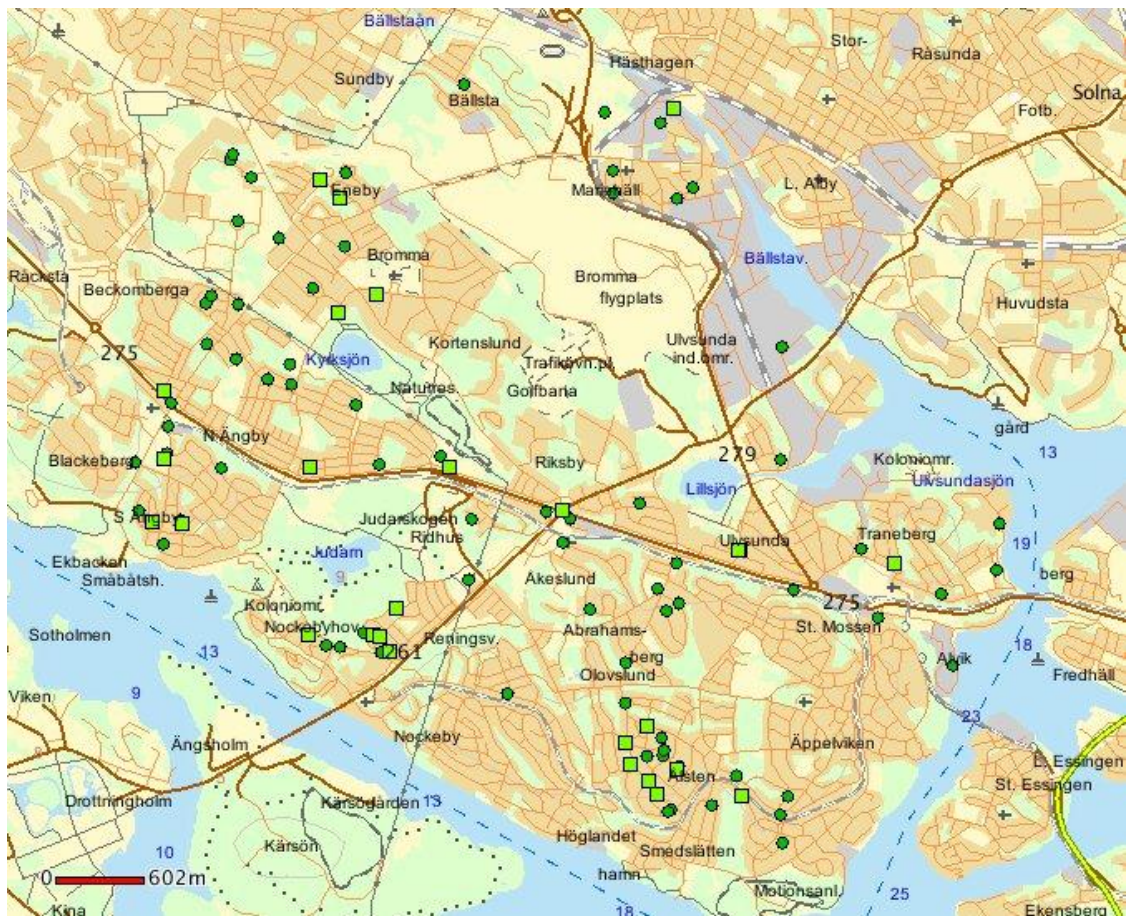 Bällstaån
Stor-
Råsunda
Hästhagen
Sundby
Bällsta
Solna
Fotb.
Eneby
L. Alby
Bromma
Bällstav.
Råcksta
Beckomberga
Bromma
flygplats
Huvudsta
275
Kyrksjön
Kortenslund
Ulvsunda
ind.omr.
Trafikövn.pl.
Golfbana
Naturres.
gård
N Ängby
13
Blackeberg
Riksby
279
Koloniomr.
Lillsjön
Ulvsundasjön
S Ängby
Judarskogen
Ridhus
Ulvsunda
Traneberg
19
Ekbacken
Småbåtsh.
Judarn
9
Åkeslund
berg
Koloniomr.
275
Nockebyhov
Sotholmen
13
261
Reningsv.
Abrahams-
berg
St. Mossen
18
Olovslund
Alvik
Fredhäll
9
Viken
23
Ängsholm
Nockeby
Äppelviken
L. Essingen
St. Essingen
Drottningholm
Kärsögården
13
Ålsten
Höglandet
Smedslätten
Kärsön
10
hamn
0
602m
Motionsanl.
25
Kina
18
Ekensberg